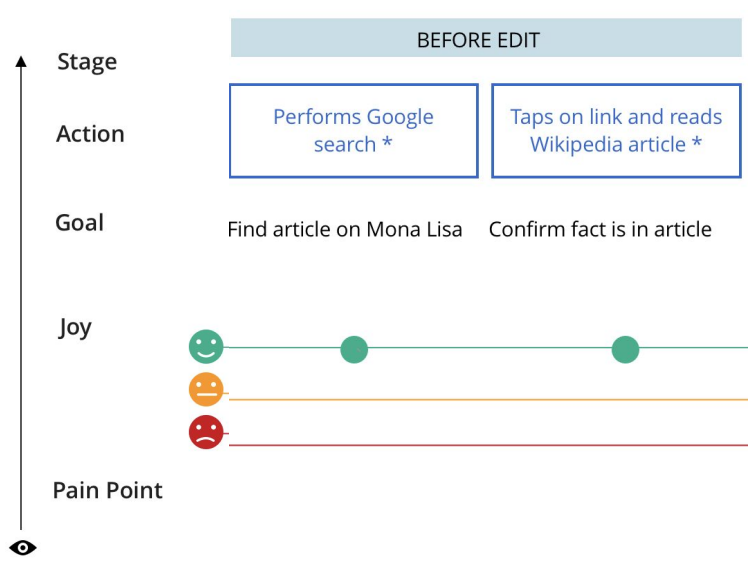 BEFORE EDIT
Stage
Action
Performs Google
search *
Taps on link and reads
Wikipedia article *
Goal
Find article on Mona Lisa
Confirm fact is in article
Joy
Pain Point